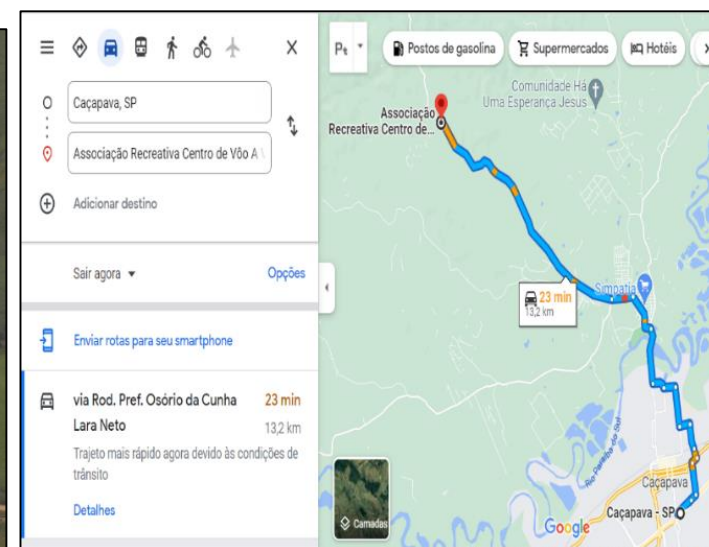 Caçapava, SP
Associação Recreativa Centro de Vôo A
Adicionar destino
Sair agora
Opções
Enviar rotas para seu smartphone
via Rod. Pref. Osório da Cunha
Lara Neto
23 min
13,2 km
Trajeto mais rápido agora devido às condições de
trânsito
Detalhes
Postos de gasolina
Supermercados
Hotéis
Comunidade Há
Uma Esperança Jesus
Associação
Recreativa Centro de...
Simpatia
23 min
13,2 km
Rio Paraíba do Sul
Caçapava
Caçapava - SP
Camadas
Google